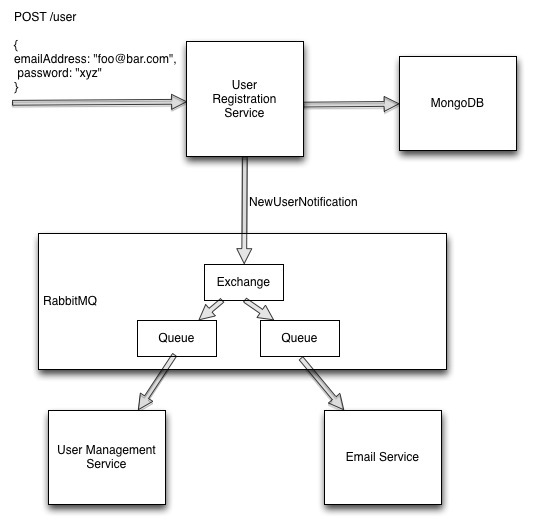 POST /user
{
emailAddress: "foo@bar.com",
password: "xyz"
}
User
Registration
Service
MongoDB
NewUserNotification
Exchange
RabbitMQ
Queue
Queue
User Management
Service
Email Service